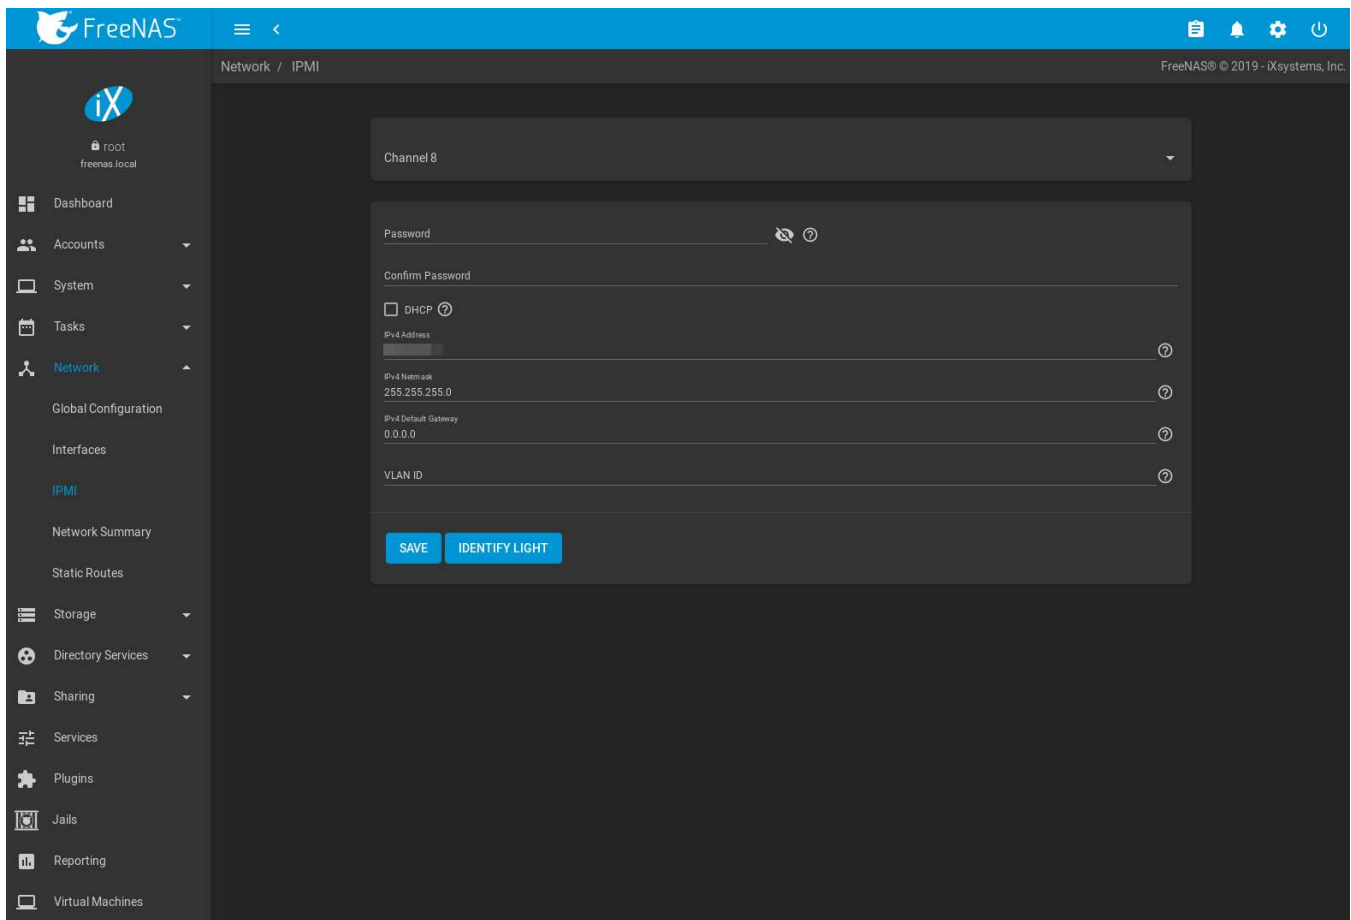 FreeNAS™
Network / IPMI
FreeNAS® © 2019 - iXsystems, Inc.
iX
root
freenas.local
Dashboard
Accounts
System
Tasks
Network
Global Configuration
Interfaces
IPMI
Network Summary
Static Routes
Storage
Directory Services
Sharing
Services
Plugins
Jails
Reporting
Virtual Machines
Channel 8
Password
Confirm Password
DHCP
IPv4 Address
IPv4 Netmask
255.255.255.0
IPv4 Default Gateway
0.0.0.0
VLAN ID
SAVE IDENTIFY LIGHT